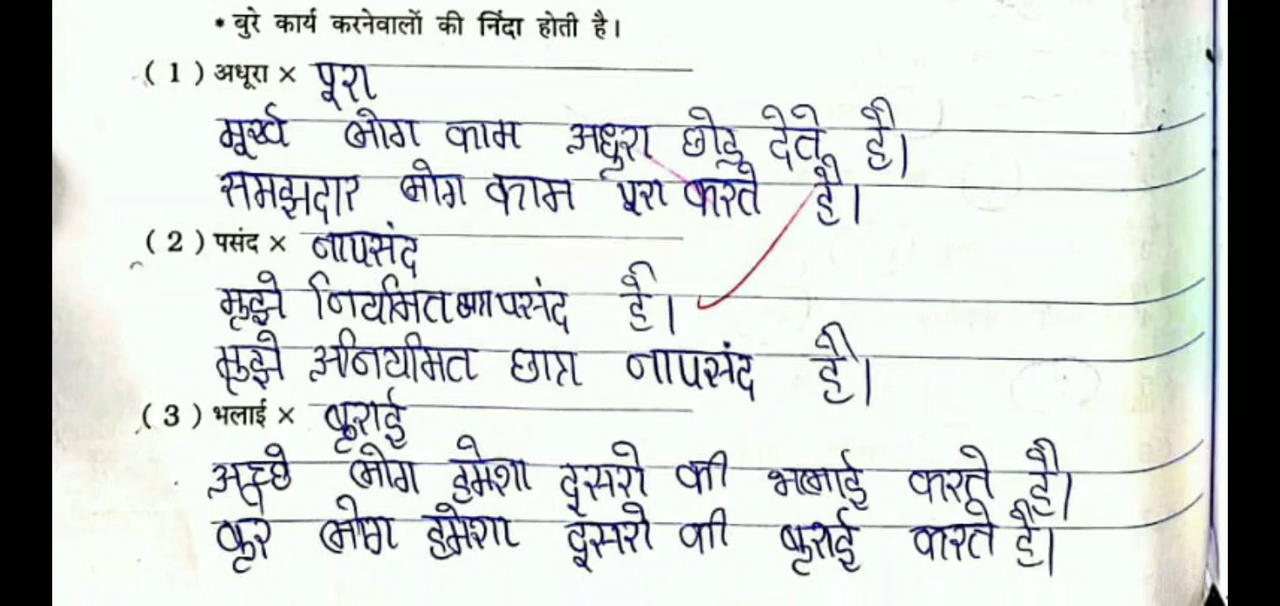 • बुरे कार्य करनेवालों की निंदा होती है।
( 1 ) अधूरा × पूरा
मूर्ख लोग काम अधुरा छोड़ देते है।
समझदार लोग काम पूरा करते है।
( 2 ) पसंद × नापसंद
मुझे नियमित छात्र पसंद है।
मुझे अनियमित छात्र नापसंद है।
( 3 ) भलाई × बुराई
अच्छे लोग हमेशा दूसरो की भलाई करते है।
बुरे लोग हमेशा दूसरो की बुराई करते है।